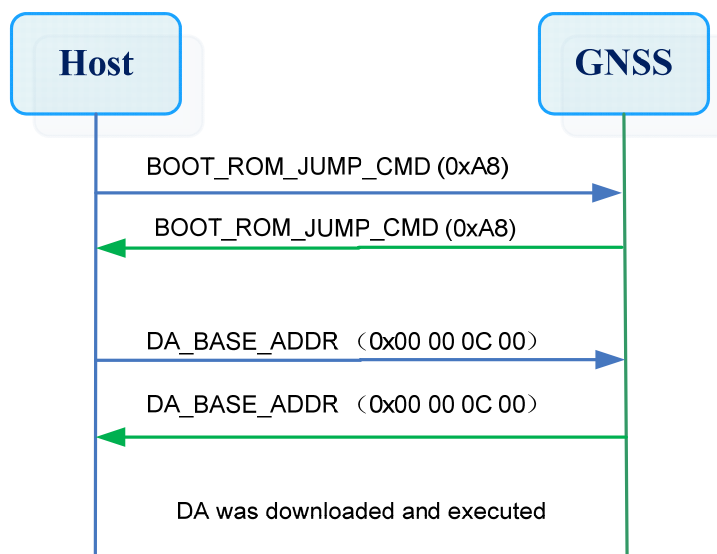 Host
GNSS
BOOT_ROM_JUMP_CMD (0xA8)
BOOT_ROM_JUMP_CMD (0xA8)
DA_BASE_ADDR （0x00 00 0C 00）
DA_BASE_ADDR （0x00 00 0C 00）
DA was downloaded and executed